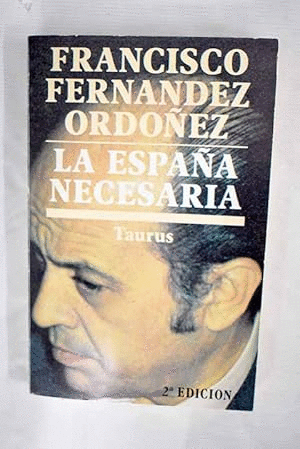 FRANCISCO
FERNANDEZ
ORDOÑEZ
LA ESPAÑA
NECESARIA
Taurus
2ª EDICION